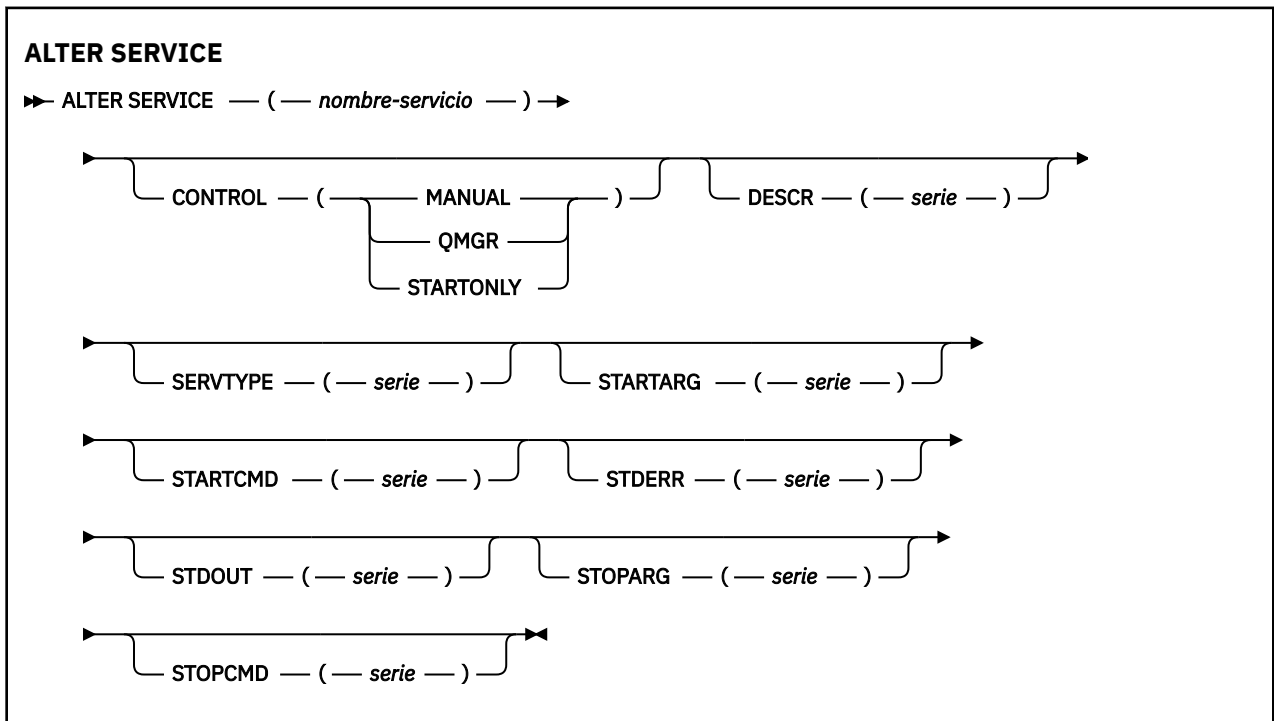 ALTER SERVICE
ALTER SERVICE ( nombre-servicio )
CONTROL ( MANUAL ) DESCR ( serie )
QMGR
STARTONLY
SERVTYPE ( serie ) STARTARG ( serie )
STARTCMD ( serie ) STDERR ( serie )
STDOUT ( serie ) STOPARG ( serie )
STOPCMD ( serie )